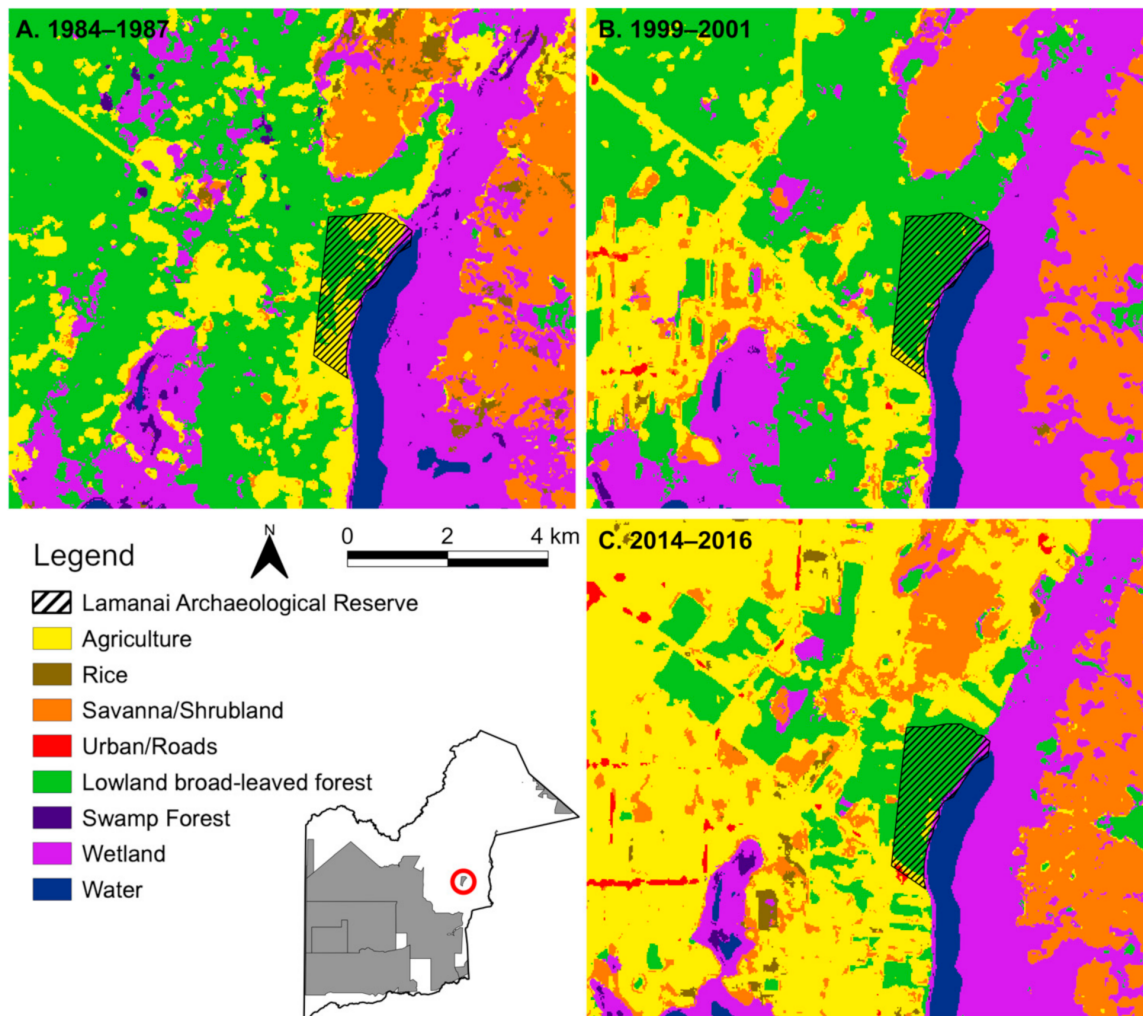 A. 1984–1987
B. 1999–2001
Legend
N
0 2 4 km
Lamanai Archaeological Reserve
Agriculture
Rice
Savanna/Shrubland
Urban/Roads
Lowland broad-leaved forest
Swamp Forest
Wetland
Water
C. 2014–2016